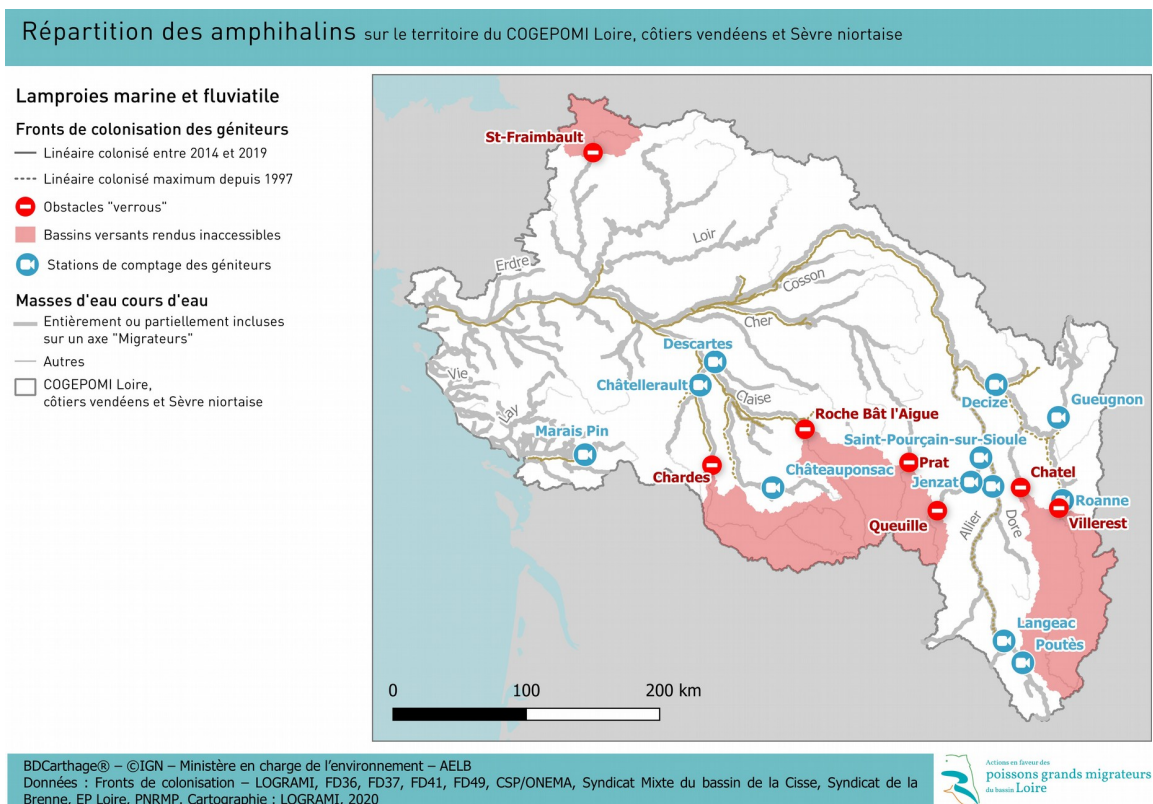 Répartition des amphihalins sur le territoire du COGEPOMI Loire, côtiers vendéens et Sèvre niortaise
Lamproies marine et fluviatile
Fronts de colonisation des géniteurs
Linéaire colonisé entre 2014 et 2019
Linéaire colonisé maximum depuis 1997
Obstacles "verrous"
Bassins versants rendus inaccessibles
Stations de comptage des géniteurs
Masses d'eau cours d'eau
Entièrement ou partiellement incluses
sur un axe "Migrateurs"
Autres
COGEPOMI Loire,
côtiers vendéens et Sèvre niortaise
St-Fraimbault
Loir
Erdre
Cosson
Cher
Descartes
Vie
Châtellerault
Claise
Decize
Gueugnon
Lay
Roche Bât l'Aigue
Marais Pin
Saint-Pourçain-sur-Sioule
Chardes
Châteauponsac
Prat
Jenzat
Chatel
Roanne
Queuille
Allier
Dore
Villerest
Langeac
Poutès
0 100 200 km
BDCarthage® – ©IGN – Ministère en charge de l'environnement – AELB
Données : Fronts de colonisation – LOGRAMI, FD36, FD37, FD41, FD49, CSP/ONEMA, Syndicat Mixte du bassin de la Cisse, Syndicat de la
Brenne, EP Loire, PNRMP, Cartographie : LOGRAMI, 2020
Actions en faveur des
poissons grands migrateurs
du bassin Loire